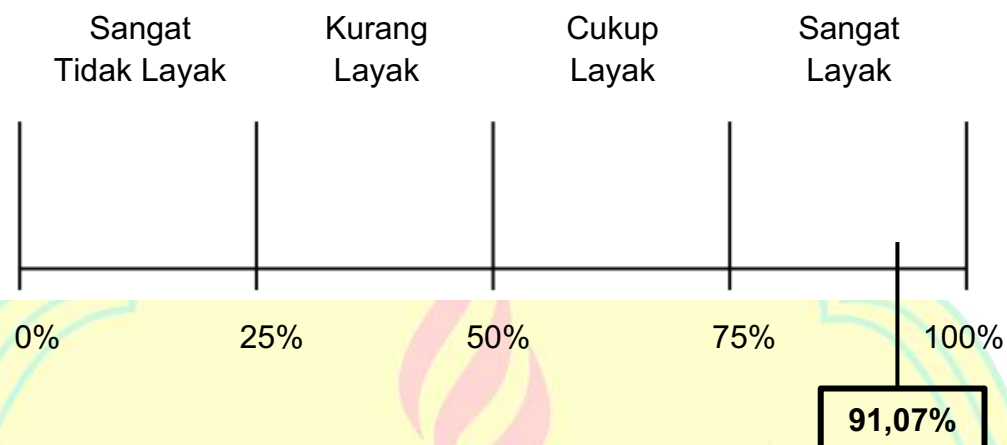 Sangat
Tidak Layak
Kurang
Layak
Cukup
Layak
Sangat
Layak
0% 25% 50% 75% 100%
91,07%